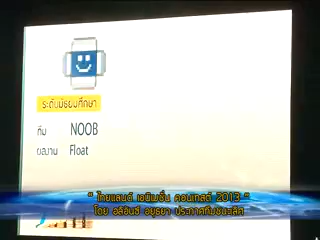 ระดับมัธยมศึกษา
ทีม NOOB
ผลงาน Float
" ไทยแลนด์ เอนิเมชั่น คอนเทสต์ 2013 "
โดย อลิอันซ์ อยุธยา ประกาศทีมชนะเลิศ